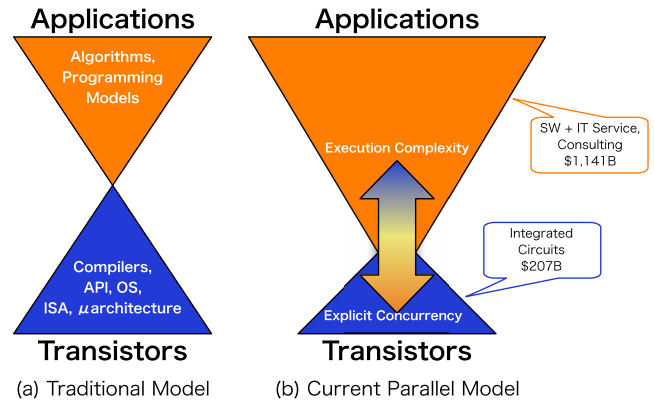 Applications
Algorithms,
Programming
Models
Compilers,
API, OS,
ISA, μarchitecture
Transistors
(a) Traditional Model
Applications
Execution Complexity
SW + IT Service,
Consulting
$1,141B
Integrated
Circuits
$207B
Explicit Concurrency
Transistors
(b) Current Parallel Model